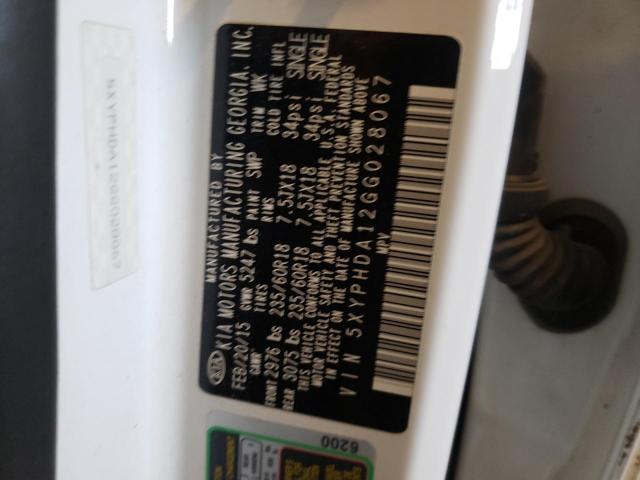 MANUFACTURED BY
KIA MOTORS MANUFACTURING GEORGIA, INC.
FEB/20/15 GVWR 5247 lbs PAINT SWP TRIM WK
GAWR TIRES RIMS COLD TIRE INFL
FRONT 2976 lbs 235/60R18 7.5JX18 34psi SINGLE
REAR 3075 lbs 235/60R18 7.5JX18 34psi SINGLE
THIS VEHICLE CONFORMS TO ALL APPLICABLE U.S.A. FEDERAL
MOTOR VEHICLE SAFETY AND THEFT PREVENTION STANDARDS
IN EFFECT ON THE DATE OF MANUFACTURE SHOWN ABOVE
VIN 5XYPHDA12GG028067
MPV
KIA
5XYPHDA12GG028067
6200